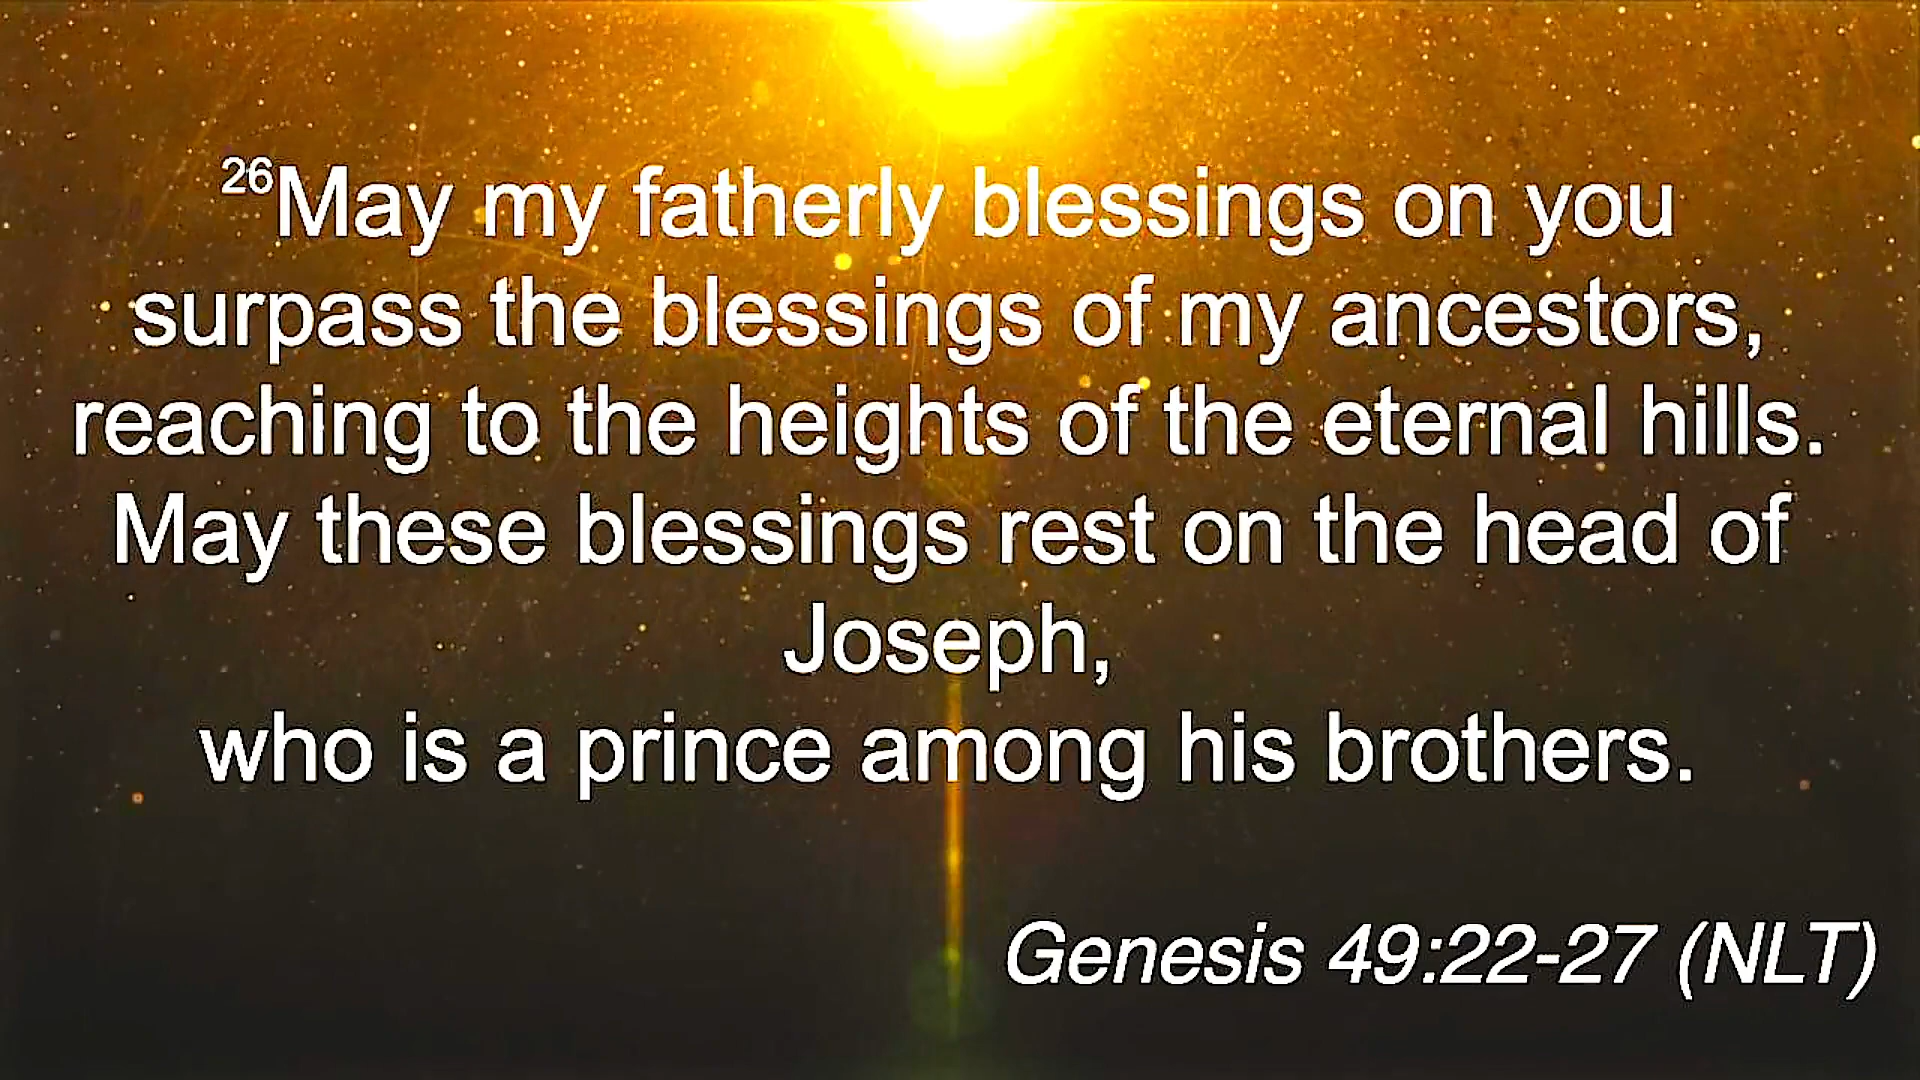 26May my fatherly blessings on you
surpass the blessings of my ancestors,
reaching to the heights of the eternal hills.
May these blessings rest on the head of
Joseph,
who is a prince among his brothers.
Genesis 49:22-27 (NLT)